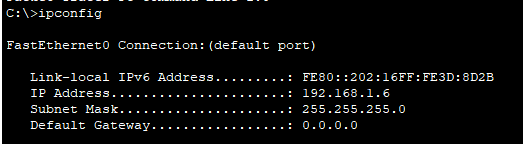 C:\>ipconfig
FastEthernet0 Connection:(default port)
Link-local IPv6 Address.........: FE80::202:16FF:FE3D:8D2B
IP Address......................: 192.168.1.6
Subnet Mask.....................: 255.255.255.0
Default Gateway.................: 0.0.0.0